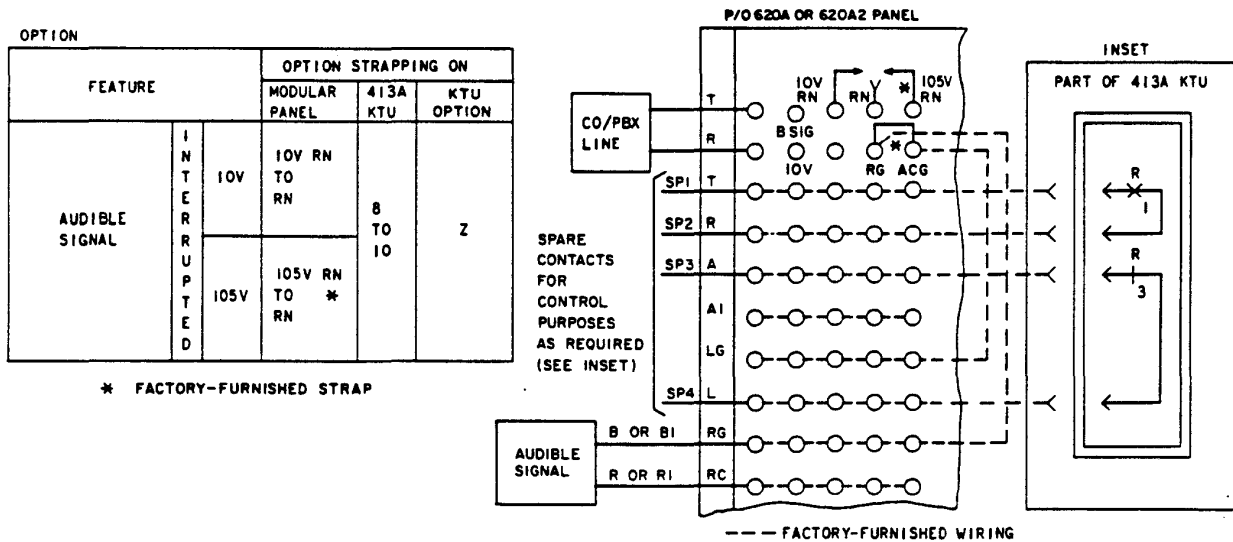 OPTION
FEATURE
OPTION STRAPPING ON
MODULAR PANEL
413A KTU
KTU OPTION
AUDIBLE SIGNAL
INTERRUPTED
10V
10V RN TO RN
105V
105V RN TO * RN
8 TO 10
Z
* FACTORY-FURNISHED STRAP
P/O 620A OR 620A2 PANEL
CO/PBX LINE
T
R
10V RN
RN
Y
*
105V RN
B SIG
10V
*
RG
ACG
SP1 T
SP2 R
SP3 A
A1
LG
SP4 L
SPARE
CONTACTS
FOR
CONTROL
PURPOSES
AS REQUIRED
(SEE INSET)
AUDIBLE SIGNAL
B OR B1 RG
R OR R1 RC
---- FACTORY-FURNISHED WIRING
INSET
PART OF 413A KTU
R
1
R
3